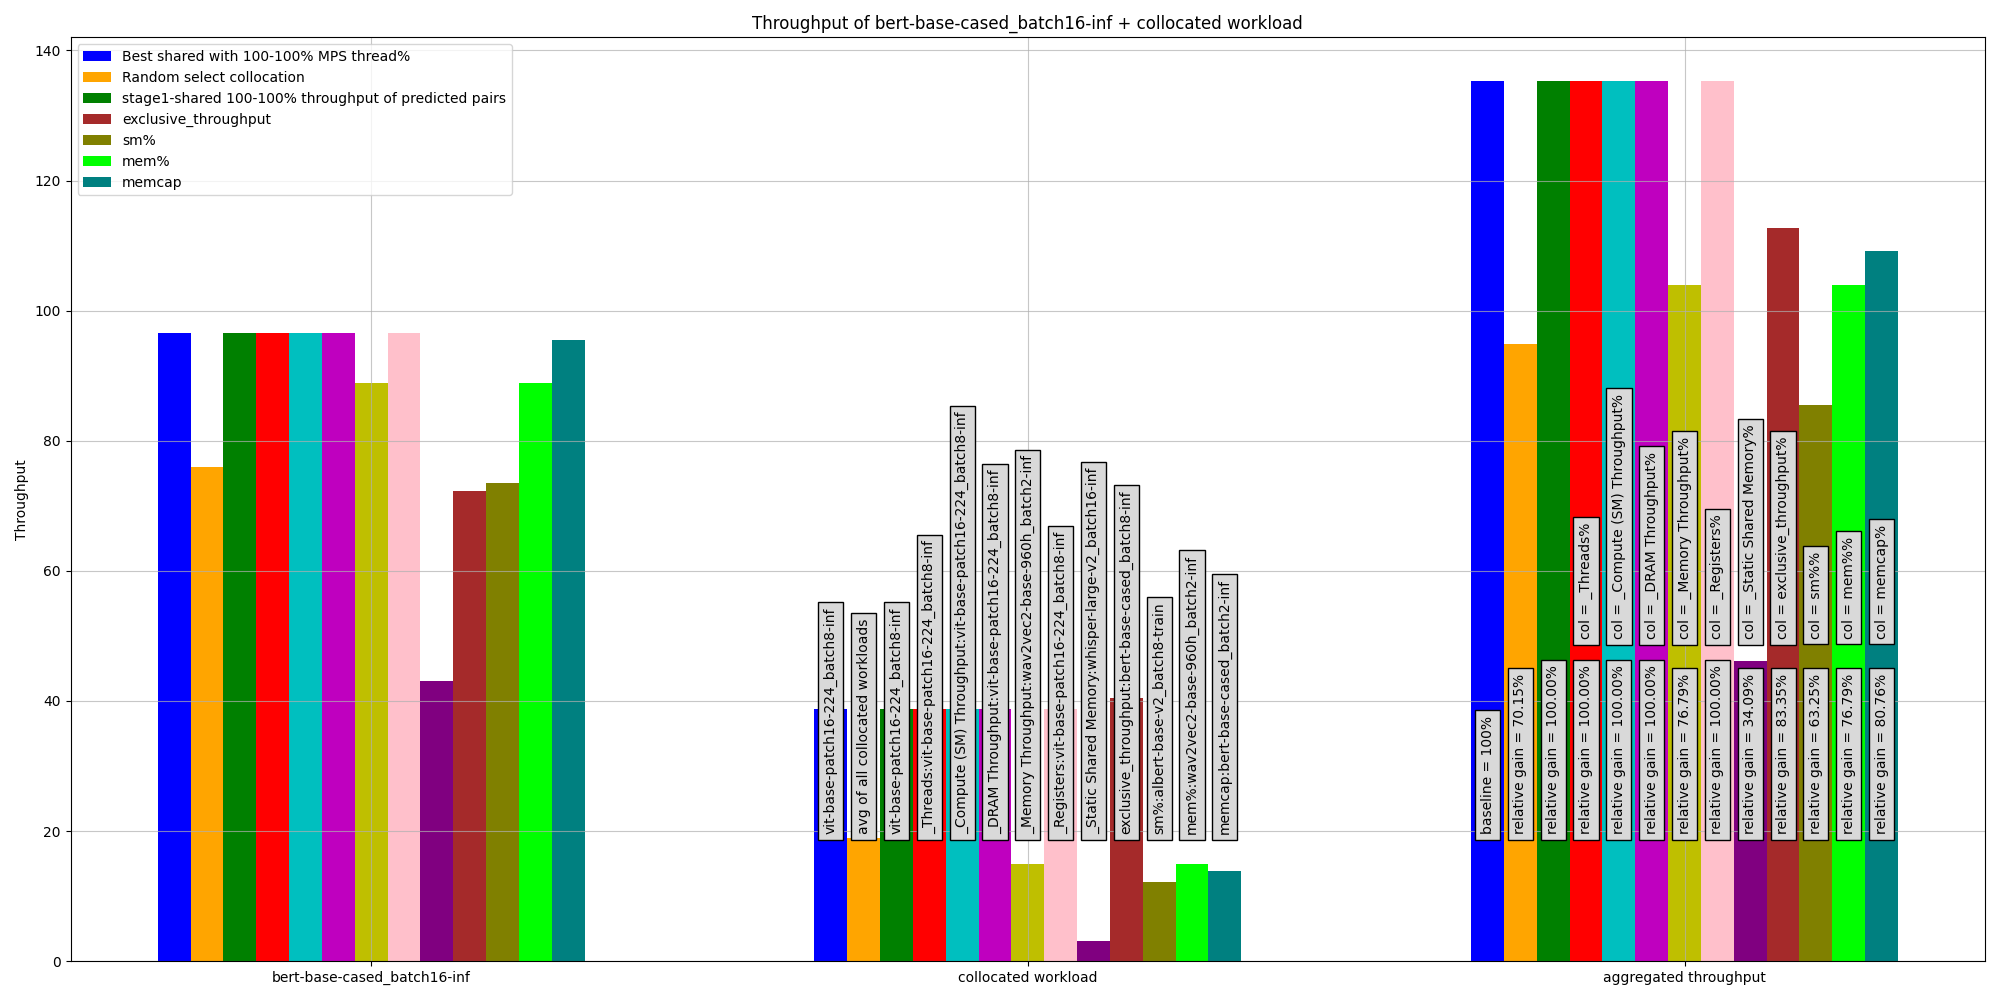 Throughput of bert-base-cased_batch16-inf + collocated workload
Best shared with 100-100% MPS thread%
Random select collocation
stage1-shared 100-100% throughput of predicted pairs
exclusive_throughput
sm%
mem%
memcap
Throughput
140
120
100
80
60
40
20
0
vit-base-patch16-224_batch8-inf
avg of all collocated workloads
vit-base-patch16-224_batch8-inf
_Threads:vit-base-patch16-224_batch8-inf
_Compute (SM) Throughput:vit-base-patch16-224_batch8-inf
_DRAM Throughput:vit-base-patch16-224_batch8-inf
_Memory Throughput:wav2vec2-base-960h_batch2-inf
_Registers:vit-base-patch16-224_batch8-inf
_Static Shared Memory:whisper-large-v2_batch16-inf
exclusive_throughput:bert-base-cased_batch8-inf
sm%:albert-base-v2_batch8-train
mem%:wav2vec2-base-960h_batch2-inf
memcap:bert-base-cased_batch2-inf
col = _Threads%
col = _Compute (SM) Throughput%
col = _DRAM Throughput%
col = _Memory Throughput%
col = _Registers%
col = _Static Shared Memory%
col = exclusive_throughput%
col = sm%%
col = mem%%
col = memcap%
baseline = 100%
relative gain = 70.15%
relative gain = 100.00%
relative gain = 100.00%
relative gain = 100.00%
relative gain = 100.00%
relative gain = 76.79%
relative gain = 100.00%
relative gain = 34.09%
relative gain = 83.35%
relative gain = 63.25%
relative gain = 76.79%
relative gain = 80.76%
bert-base-cased_batch16-inf
collocated workload
aggregated throughput